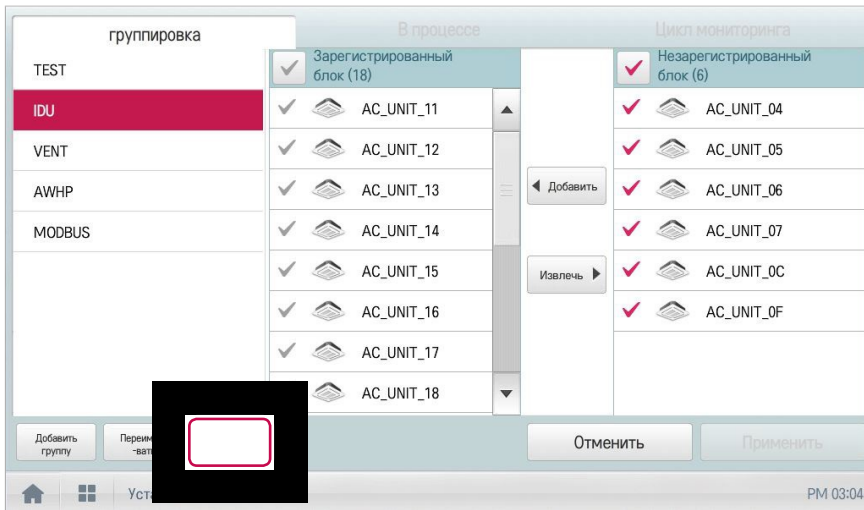 группировка
В процессе
Цикл мониторинга
TEST
IDU
VENT
AWHP
MODBUS
Зарегистрированный
блок (18)
AC_UNIT_11
AC_UNIT_12
AC_UNIT_13
AC_UNIT_14
AC_UNIT_15
AC_UNIT_16
AC_UNIT_17
AC_UNIT_18
Добавить
Извлечь
Незарегистрированный
блок (6)
AC_UNIT_04
AC_UNIT_05
AC_UNIT_06
AC_UNIT_07
AC_UNIT_0C
AC_UNIT_0F
Добавить
группу
Отменить
Применить
PM 03:04